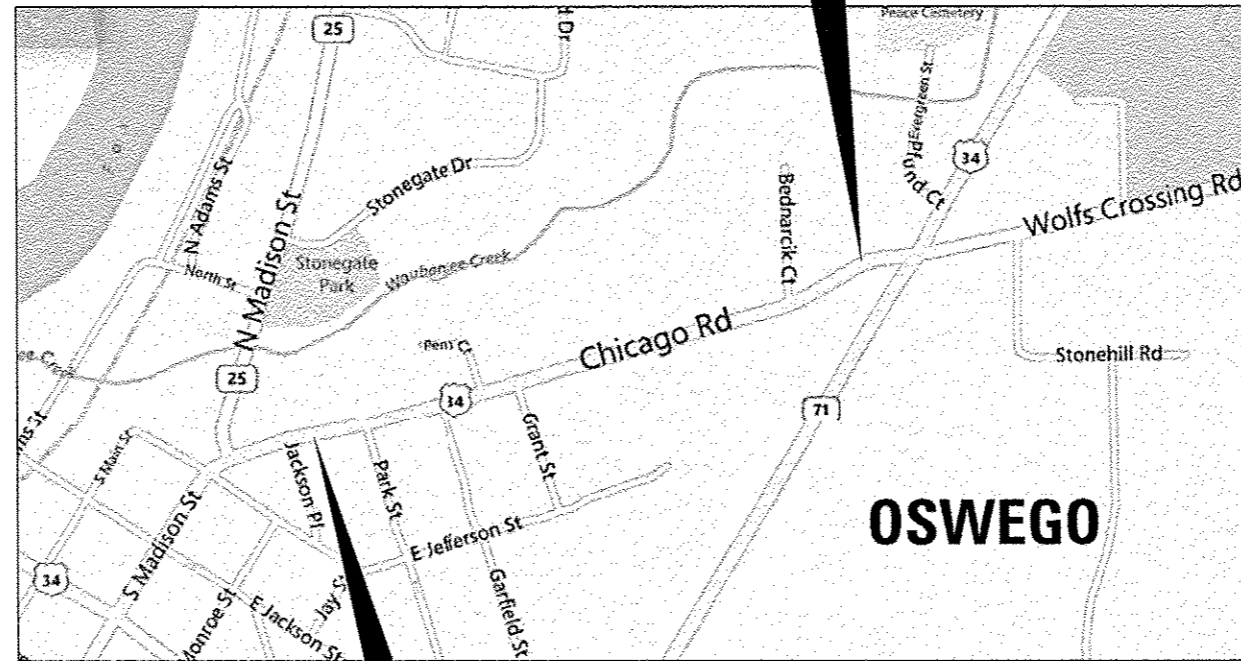 Peace Cemetery
25
Dr
Evergreen St
34
N Adams St
Stonegate Dr
Bednarcik Ct
Wolfs Crossing Rd
N Madison St
North St
Stonegate
Park
Waubonsee Creek
Chicago Rd
Stonehill Rd
25
34
71
S Main St
Jackson Pl
Park St
Grant St
OSWEGO
S Madison St
E Jefferson St
34
Garfield St
E Jackson St
Monroe St